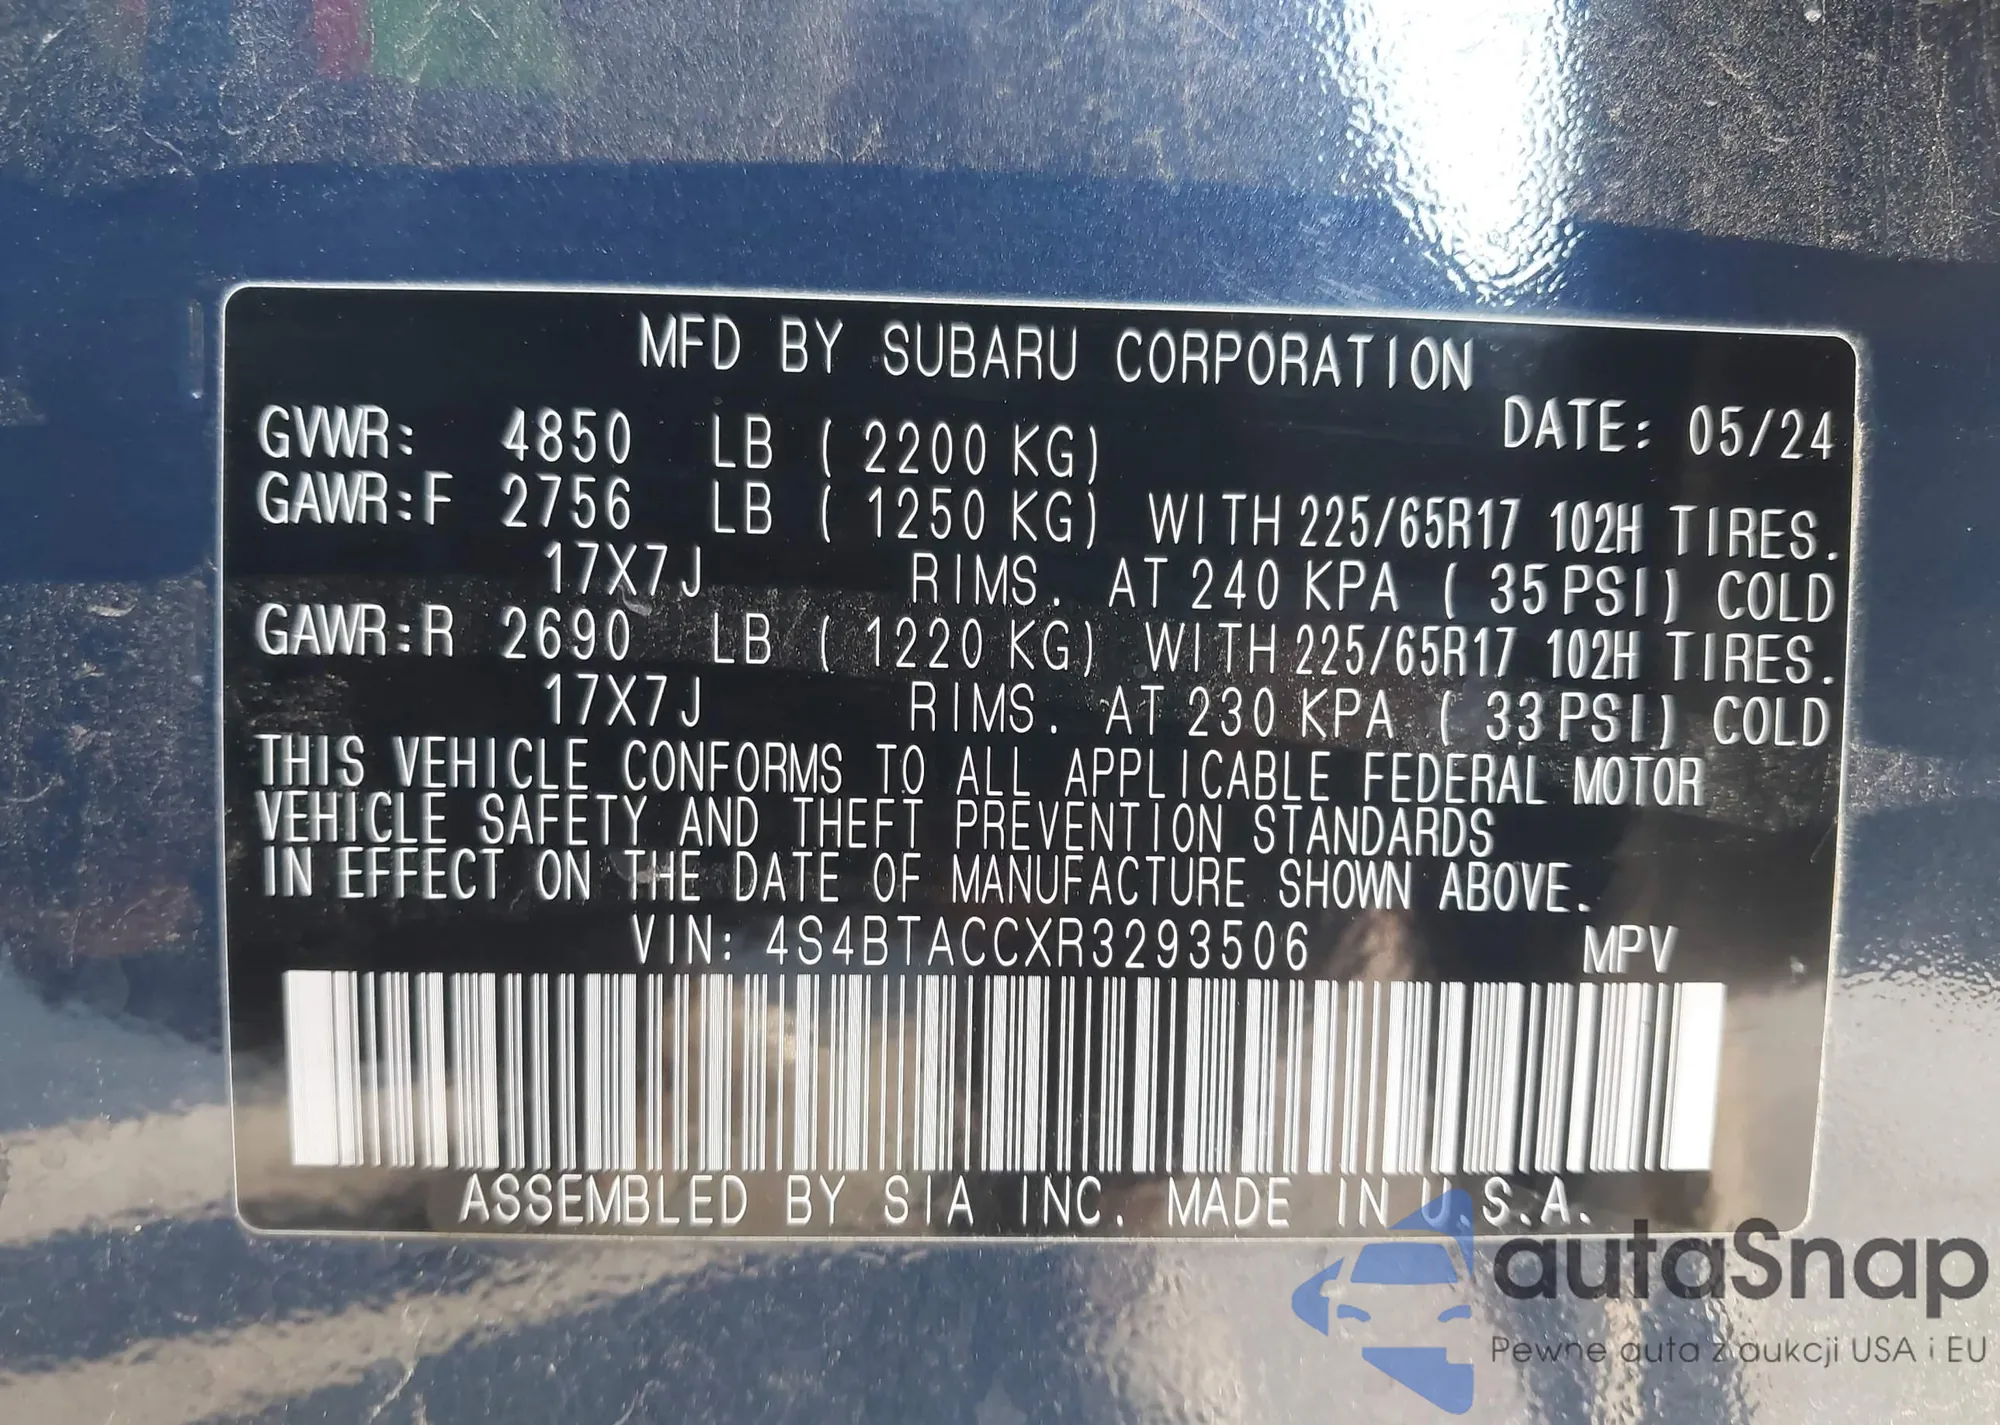 MFD BY SUBARU CORPORATION
GVWR: 4850 LB ( 2200 KG) DATE: 05/24
GAWR:F 2756 LB ( 1250 KG) WITH 225/65R17 102H TIRES.
17X7J RIMS. AT 240 KPA ( 35 PSI) COLD
GAWR:R 2690 LB ( 1220 KG) WITH 225/65R17 102H TIRES.
17X7J RIMS. AT 230 KPA ( 33 PSI) COLD
THIS VEHICLE CONFORMS TO ALL APPLICABLE FEDERAL MOTOR
VEHICLE SAFETY AND THEFT PREVENTION STANDARDS
IN EFFECT ON THE DATE OF MANUFACTURE SHOWN ABOVE.
VIN: 4S4BTACCXR3293506 MPV
ASSEMBLED BY SIA INC. MADE IN U.S.A.
autaSnap
Pewne auta z aukcji USA i EU